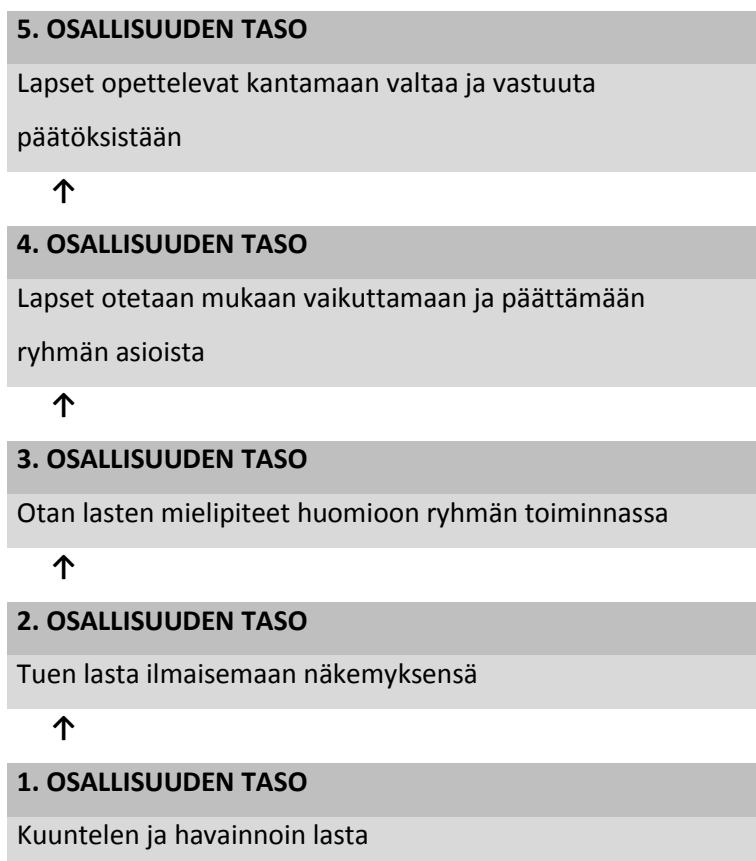 5. OSALLISUUDEN TASO
Lapset opettelevat kantamaan valtaa ja vastuuta
päätöksistään
↑
4. OSALLISUUDEN TASO
Lapset otetaan mukaan vaikuttamaan ja päättämään
ryhmän asioista
↑
3. OSALLISUUDEN TASO
Otan lasten mielipiteet huomioon ryhmän toiminnassa
↑
2. OSALLISUUDEN TASO
Tuen lasta ilmaisemaan näkemyksensä
↑
1. OSALLISUUDEN TASO
Kuuntelen ja havainnoin lasta